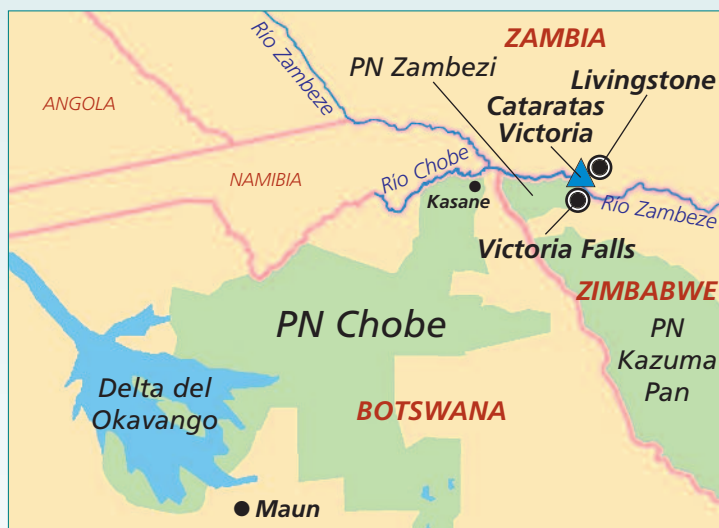 ZAMBIA
Río Zambeze
PN Zambezi
Livingstone
Cataratas
Victoria
ANGOLA
Río Chobe
NAMIBIA
Kasane
Río Zambeze
Victoria Falls
ZIMBABWE
PN Chobe
PN
Kazuma
Pan
Delta del
Okavango
BOTSWANA
Maun